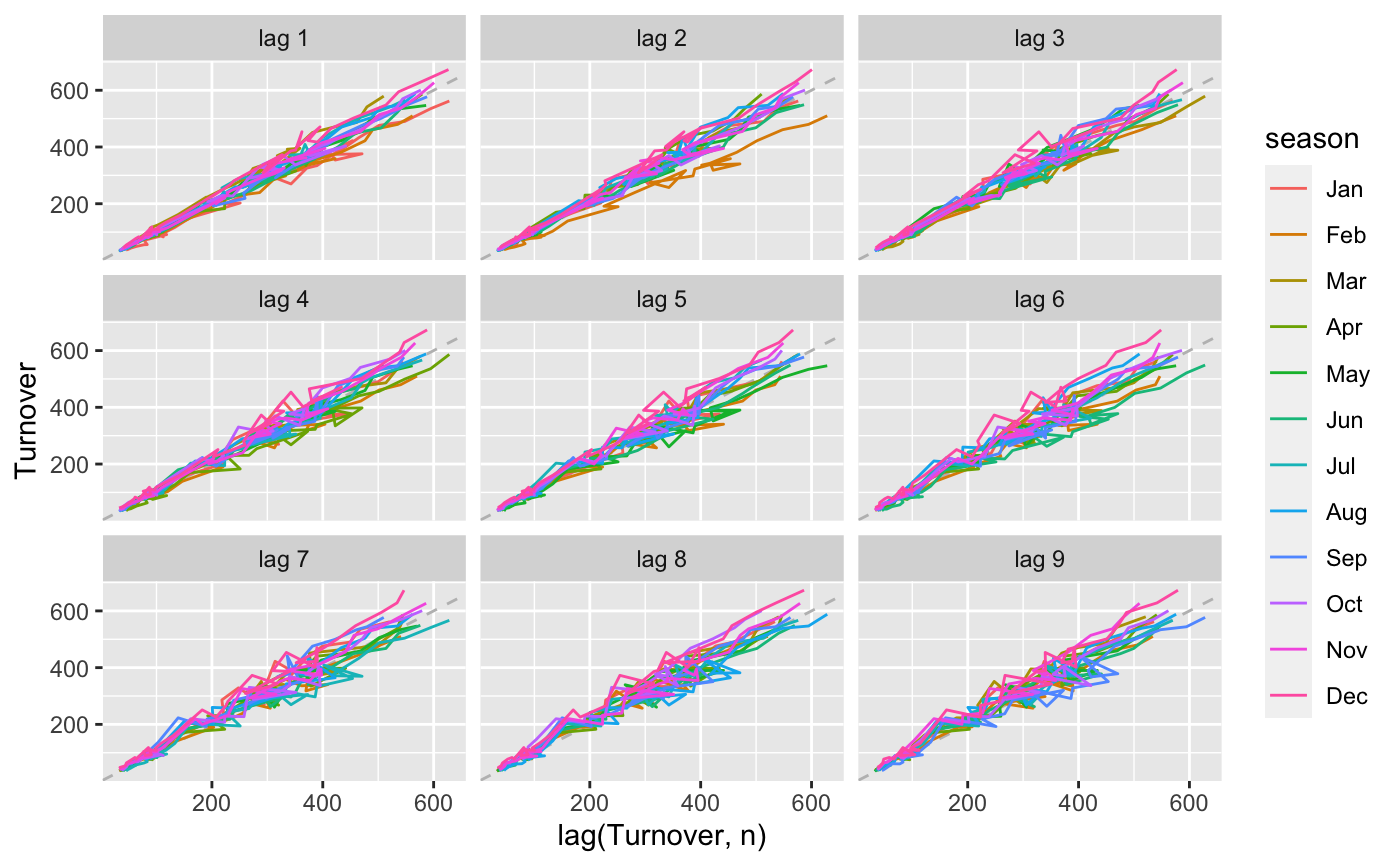 lag 1 lag 2 lag 3
600
400
200
lag 4 lag 5 lag 6
600
400
200
lag 7 lag 8 lag 9
600
400
200
200 400 600 200 400 600 200 400 600
lag(Turnover, n)
Turnover
season
Jan
Feb
Mar
Apr
May
Jun
Jul
Aug
Sep
Oct
Nov
Dec